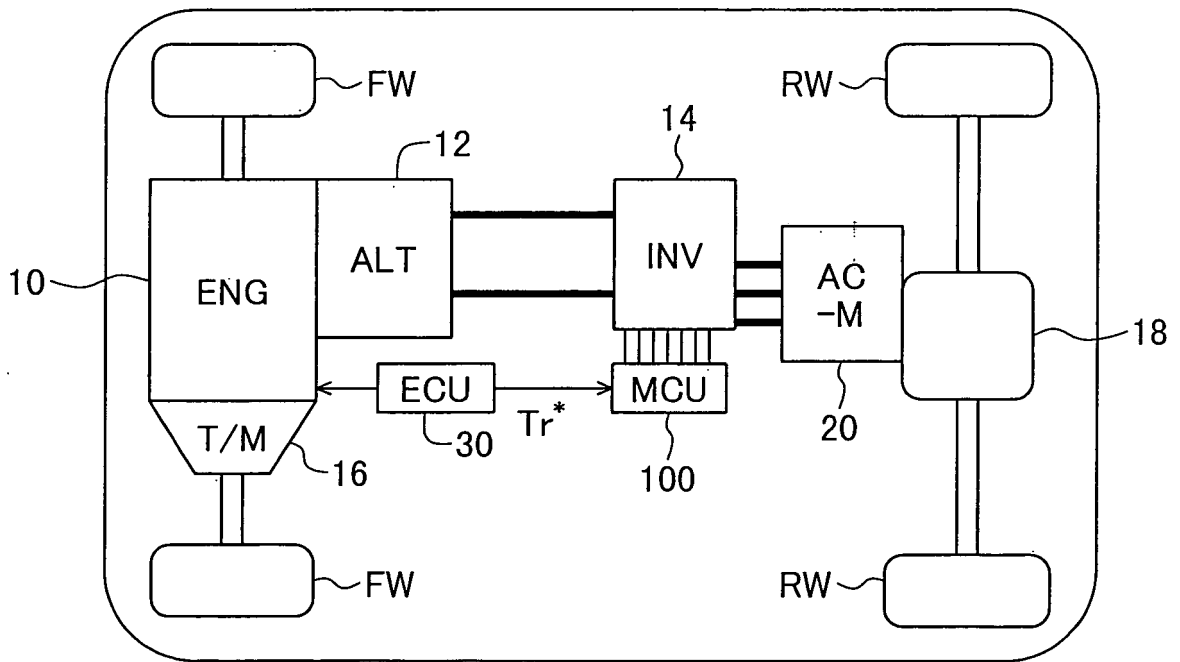 FW
RW
12
14
10
ENG
ALT
INV
AC
-M
18
ECU
Tr*
MCU
T/M
16
30
100
20
FW
RW